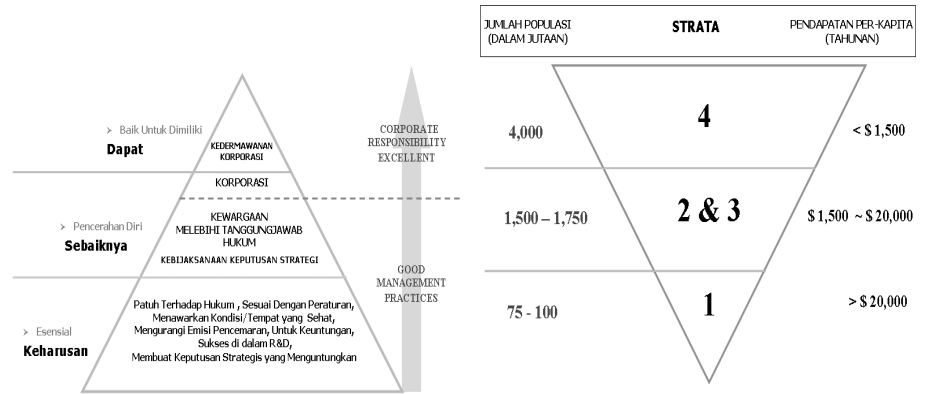 Baik Untuk Dimiliki
Dapat
KEDERMAWANAN
KORPORASI
KORPORASI
Pencerahan Diri
Sebaiknya
KEWARGAAN
MELEBIHI TANGGUNGJAWAB
HUKUM
KEBIJAKSANAAN KEPUTUSAN STRATEGI
Esensial
Keharusan
Patuh Terhadap Hukum , Sesuai Dengan Peraturan,
Menawarkan Kondisi/Tempat yang Sehat,
Mengurangi Emisi Pencemaran, Untuk Keuntungan,
Sukses di dalam R&D,
Membuat Keputusan Strategis yang Menguntungkan
CORPORATE
RESPONSIBILITY
EXCELLENT
GOOD
MANAGEMENT
PRACTICES
JUMLAH POPULASI
(DALAM JUTAAN)
STRATA
PENDAPATAN PER-KAPITA
(TAHUNAN)
4,000
4
< $ 1,500
1,500 – 1,750
2 & 3
$ 1,500 ~ $ 20,000
75 - 100
1
> $ 20,000